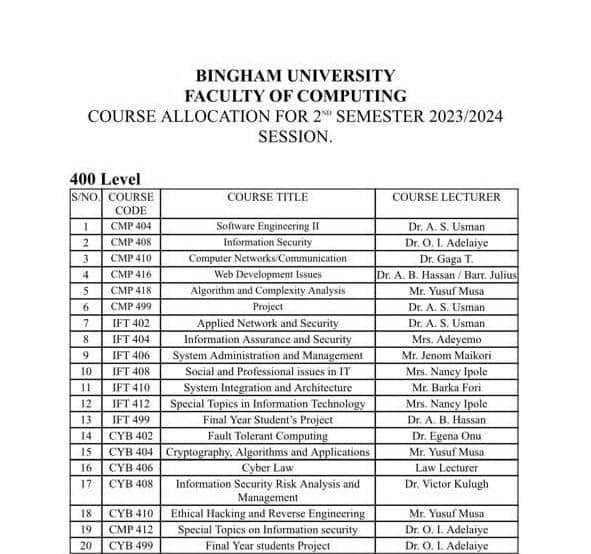 BINGHAM UNIVERSITY
FACULTY OF COMPUTING
COURSE ALLOCATION FOR 2ND SEMESTER 2023/2024
SESSION.
400 Level
S/NO. COURSE CODE COURSE TITLE COURSE LECTURER
1 CMP 404 Software Engineering II Dr. A. S. Usman
2 CMP 408 Information Security Dr. O. I. Adelaiye
3 CMP 410 Computer Networks/Communication Dr. Gaga T.
4 CMP 416 Web Development Issues Dr. A. B. Hassan / Barr. Julius
5 CMP 418 Algorithm and Complexity Analysis Mr. Yusuf Musa
6 CMP 499 Project Dr. A. S. Usman
7 IFT 402 Applied Network and Security Dr. A. S. Usman
8 IFT 404 Information Assurance and Security Mrs. Adeyemo
9 IFT 406 System Administration and Management Mr. Jenom Maikori
10 IFT 408 Social and Professional issues in IT Mrs. Nancy Ipole
11 IFT 410 System Integration and Architecture Mr. Barka Fori
12 IFT 412 Special Topics in Information Technology Mrs. Nancy Ipole
13 IFT 499 Final Year Student's Project Dr. A. B. Hassan
14 CYB 402 Fault Tolerant Computing Dr. Egena Onu
15 CYB 404 Cryptography, Algorithms and Applications Mr. Yusuf Musa
16 CYB 406 Cyber Law Law Lecturer
17 CYB 408 Information Security Risk Analysis and Management Dr. Victor Kulugh
18 CYB 410 Ethical Hacking and Reverse Engineering Mr. Yusuf Musa
19 CMP 412 Special Topics on Information security Dr. O. I. Adelaiye
20 CYB 499 Final Year students Project Dr. O. I. Adelaiye